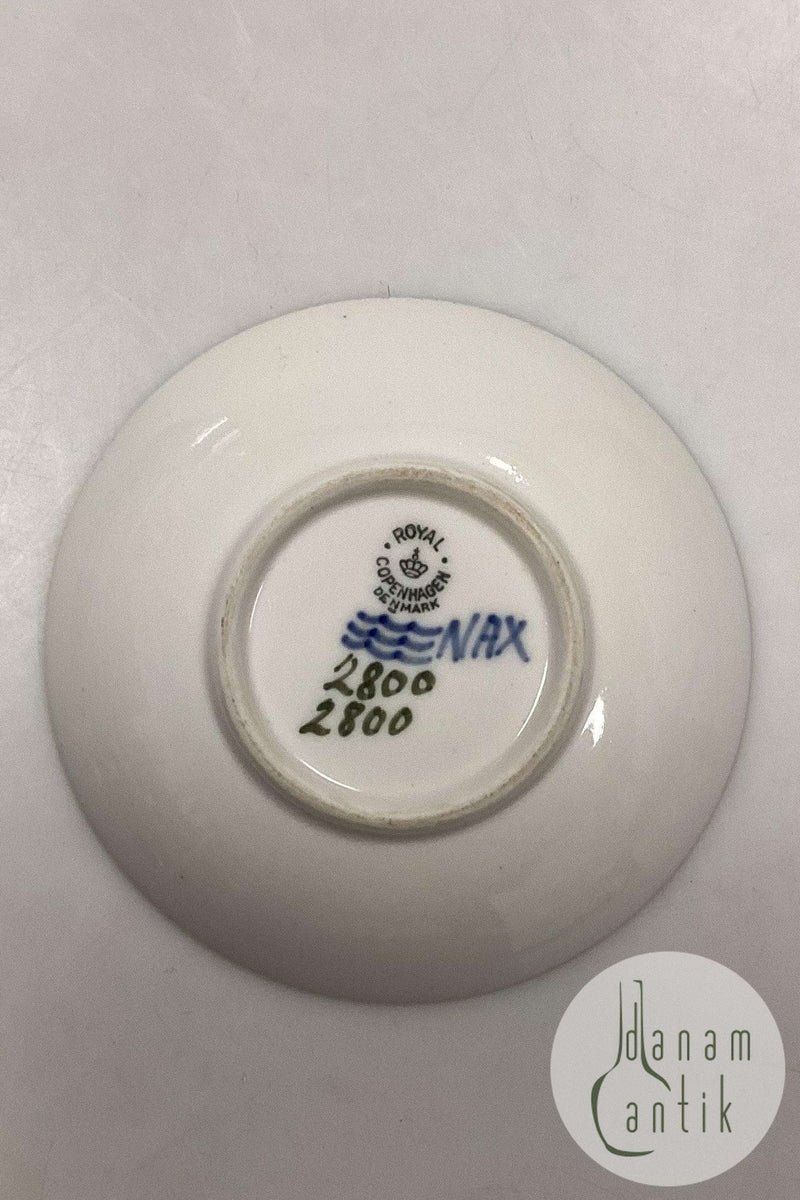 ROYAL
COPENHAGEN
DENMARK
NAX
2800
2800
danam
antik